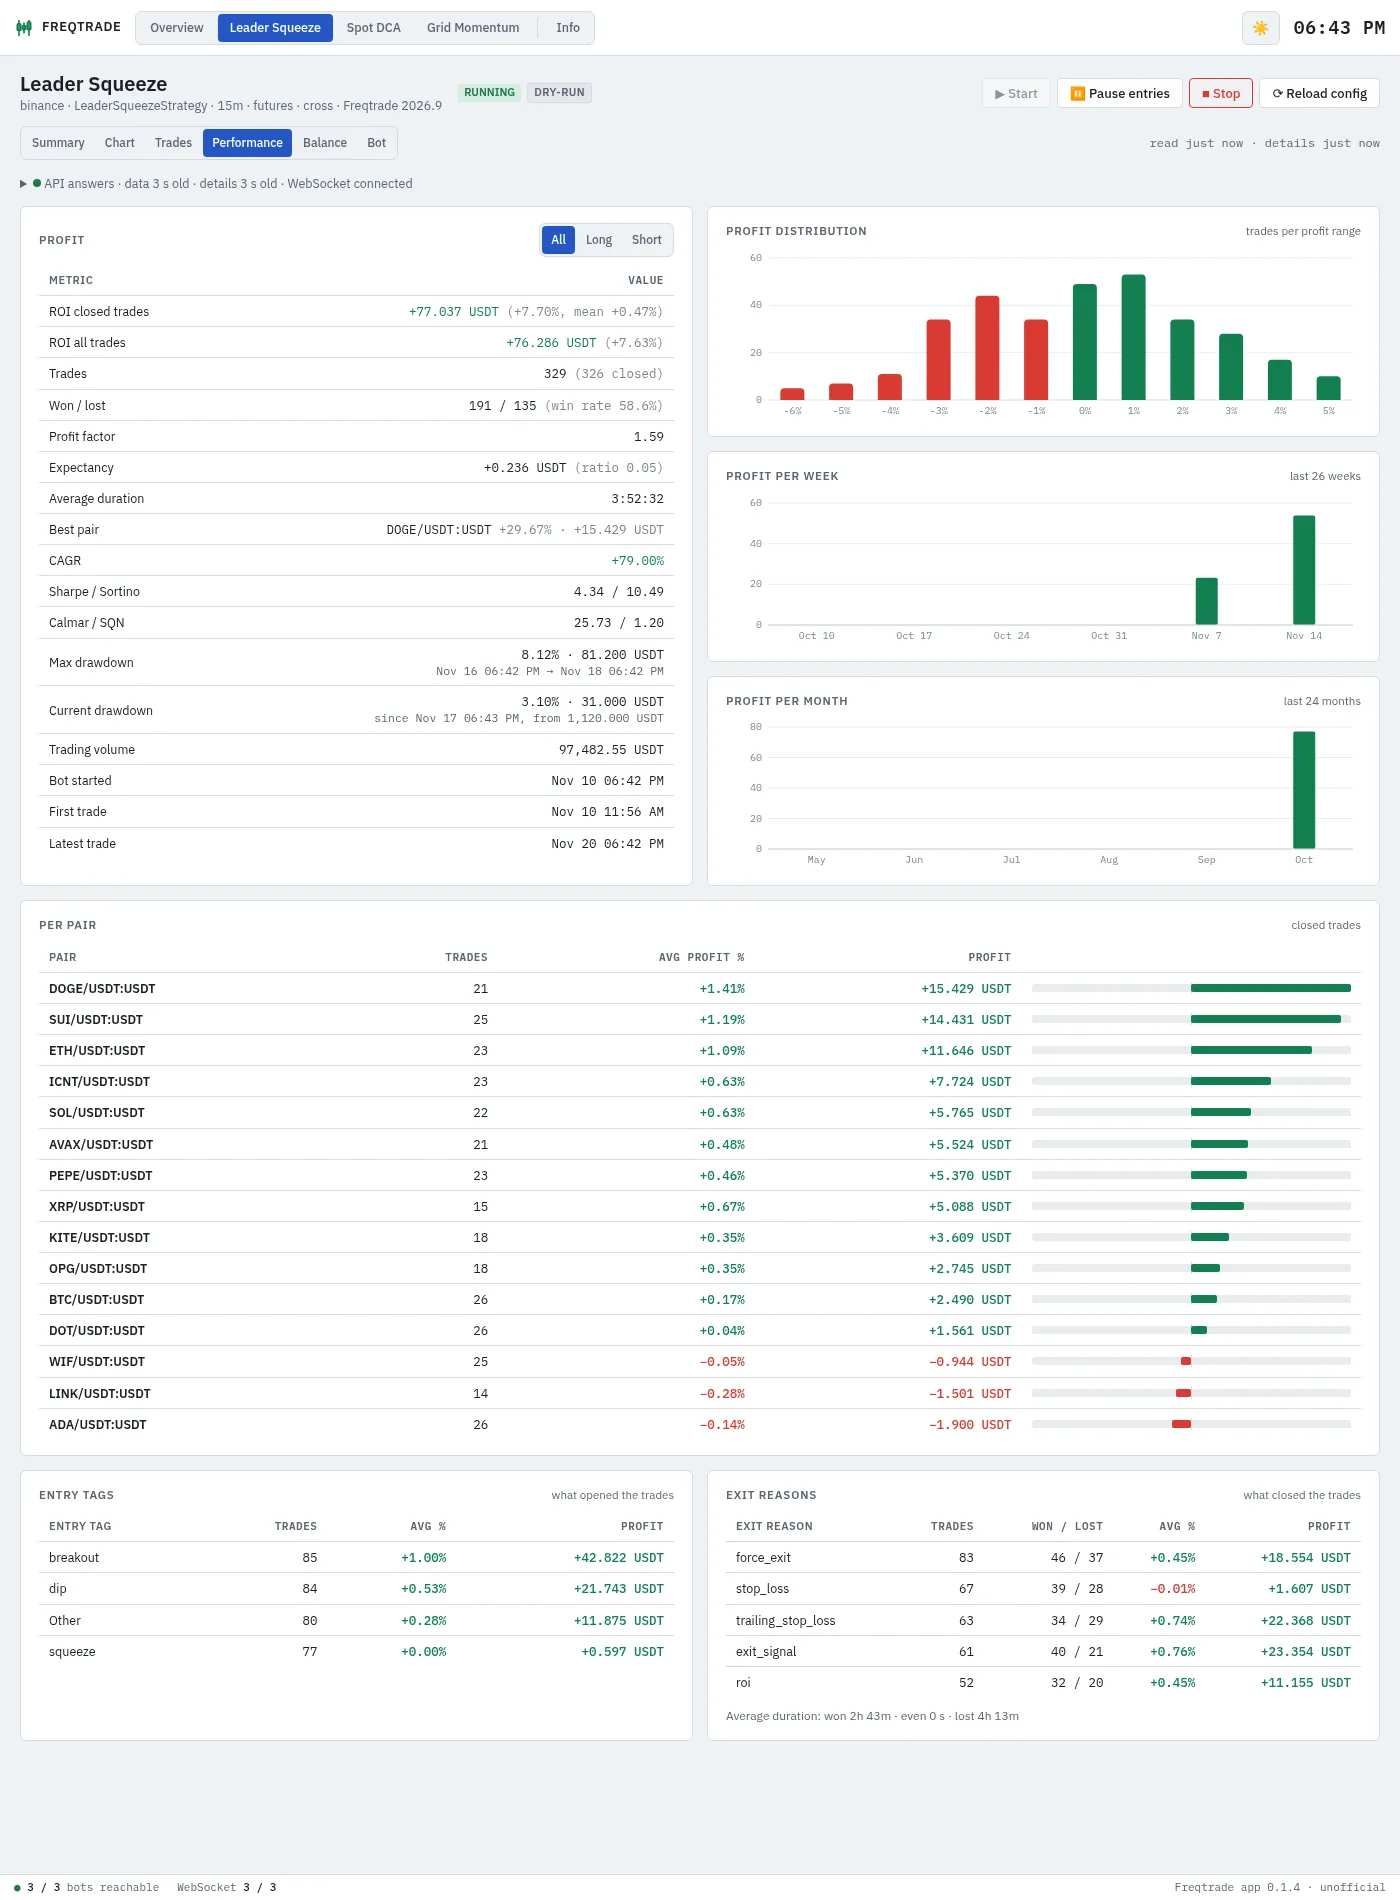 FREQTRADE
Overview
Leader Squeeze
Spot DCA
Grid Momentum
Info
06:43 PM
Leader Squeeze
binance · LeaderSqueezeStrategy · 15m · futures · cross · Freqtrade 2026.9
RUNNING
DRY-RUN
▶ Start
Pause entries
■ Stop
⟳ Reload config
Summary
Chart
Trades
Performance
Balance
Bot
read just now · details just now
▶ ● API answers · data 3 s old · details 3 s old · WebSocket connected
PROFIT
All
Long
Short
METRIC VALUE
ROI closed trades +77.037 USDT (+7.70%, mean +0.47%)
ROI all trades +76.286 USDT (+7.63%)
Trades 329 (326 closed)
Won / lost 191 / 135 (win rate 58.6%)
Profit factor 1.59
Expectancy +0.236 USDT (ratio 0.05)
Average duration 3:52:32
Best pair DOGE/USDT:USDT +29.67% · +15.429 USDT
CAGR +79.00%
Sharpe / Sortino 4.34 / 10.49
Calmar / SQN 25.73 / 1.20
Max drawdown 8.12% · 81.200 USDT
Nov 16 06:42 PM → Nov 18 06:42 PM
Current drawdown 3.10% · 31.000 USDT
since Nov 17 06:43 PM, from 1,120.000 USDT
Trading volume 97,482.55 USDT
Bot started Nov 10 06:42 PM
First trade Nov 10 11:56 AM
Latest trade Nov 20 06:42 PM
PROFIT DISTRIBUTION trades per profit range
60
40
20
0
-6% -5% -4% -3% -2% -1% 0% 1% 2% 3% 4% 5%
PROFIT PER WEEK last 26 weeks
60
40
20
0
Oct 10 Oct 17 Oct 24 Oct 31 Nov 7 Nov 14
PROFIT PER MONTH last 24 months
80
60
40
20
0
May Jun Jul Aug Sep Oct
PER PAIR closed trades
PAIR TRADES AVG PROFIT % PROFIT
DOGE/USDT:USDT 21 +1.41% +15.429 USDT
SUI/USDT:USDT 25 +1.19% +14.431 USDT
ETH/USDT:USDT 23 +1.09% +11.646 USDT
ICNT/USDT:USDT 23 +0.63% +7.724 USDT
SOL/USDT:USDT 22 +0.63% +5.765 USDT
AVAX/USDT:USDT 21 +0.48% +5.524 USDT
PEPE/USDT:USDT 23 +0.46% +5.370 USDT
XRP/USDT:USDT 15 +0.67% +5.088 USDT
KITE/USDT:USDT 18 +0.35% +3.609 USDT
OPG/USDT:USDT 18 +0.35% +2.745 USDT
BTC/USDT:USDT 26 +0.17% +2.490 USDT
DOT/USDT:USDT 26 +0.04% +1.561 USDT
WIF/USDT:USDT 25 −0.05% −0.944 USDT
LINK/USDT:USDT 14 −0.28% −1.501 USDT
ADA/USDT:USDT 26 −0.14% −1.900 USDT
ENTRY TAGS what opened the trades
ENTRY TAG TRADES AVG % PROFIT
breakout 85 +1.00% +42.822 USDT
dip 84 +0.53% +21.743 USDT
Other 80 +0.28% +11.875 USDT
squeeze 77 +0.00% +0.597 USDT
EXIT REASONS what closed the trades
EXIT REASON TRADES WON / LOST AVG % PROFIT
force_exit 83 46 / 37 +0.45% +18.554 USDT
stop_loss 67 39 / 28 −0.01% +1.607 USDT
trailing_stop_loss 63 34 / 29 +0.74% +22.368 USDT
exit_signal 61 40 / 21 +0.76% +23.354 USDT
roi 52 32 / 20 +0.45% +11.155 USDT
Average duration: won 2h 43m · even 0 s · lost 4h 13m
● 3 / 3 bots reachable WebSocket 3 / 3
Freqtrade app 0.1.4 · unofficial